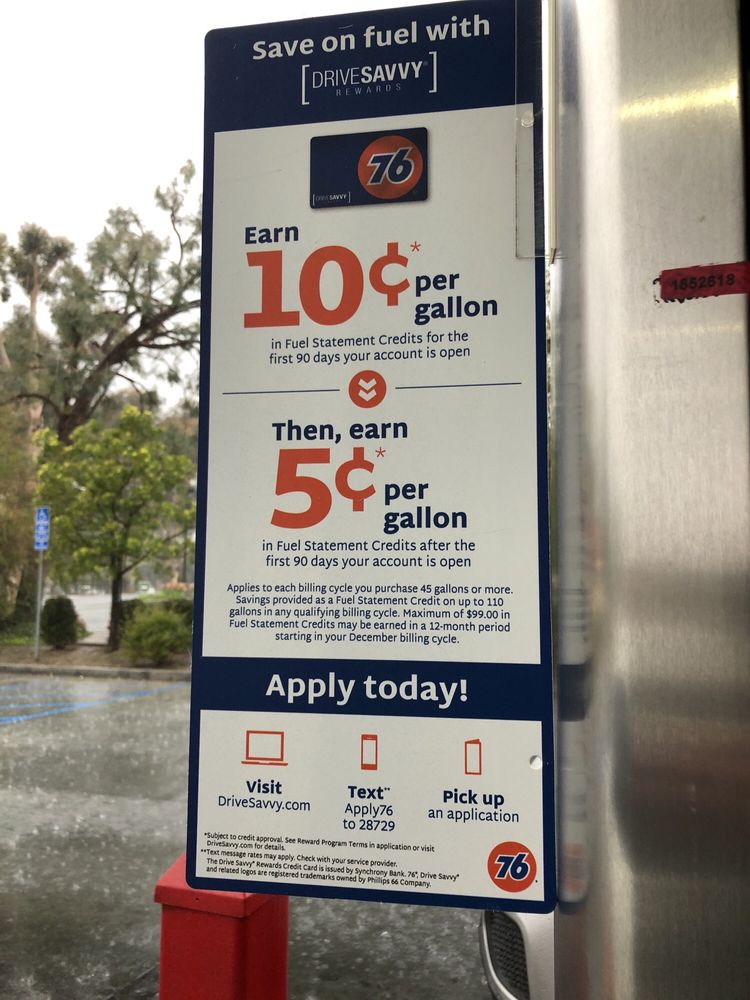 Save on fuel with
[DRIVESAVVY®]
REWARDS
76
[DRIVE SAVVY]
Earn
10¢* per
gallon
in Fuel Statement Credits for the
first 90 days your account is open
Then, earn
5¢* per
gallon
in Fuel Statement Credits after the
first 90 days your account is open
Applies to each billing cycle you purchase 45 gallons or more.
Savings provided as a Fuel Statement Credit on up to 110
gallons in any qualifying billing cycle. Maximum of $99.00 in
Fuel Statement Credits may be earned in a 12-month period
starting in your December billing cycle.
Apply today!
Visit
DriveSavvy.com
Text**
Apply76
to 28729
Pick up
an application
*Subject to credit approval. See Reward Program Terms in application or visit
DriveSavvy.com for details.
**Text message rates may apply. Check with your service provider.
The Drive Savvy® Rewards Credit Card is issued by Synchrony Bank. 76®, Drive Savvy®
and related logos are registered trademarks owned by Phillips 66 Company.
76
1852618